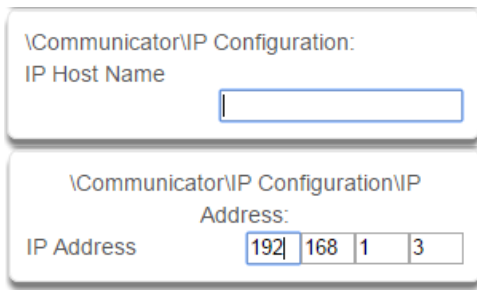 \Communicator\IP Configuration:
IP Host Name
\Communicator\IP Configuration\IP
Address:
IP Address 192 168 1 3